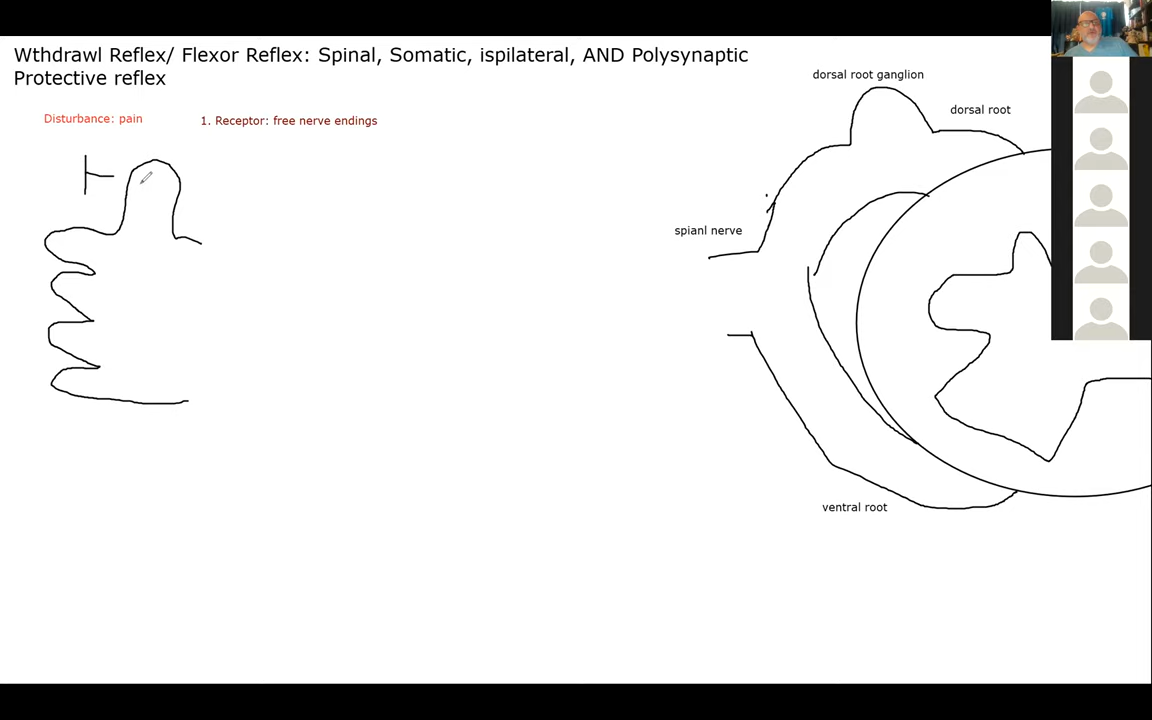 Wthdrawl Reflex/ Flexor Reflex: Spinal, Somatic, ispilateral, AND Polysynaptic
Protective reflex
dorsal root ganglion
dorsal root
Disturbance: pain
1. Receptor: free nerve endings
spianl nerve
ventral root